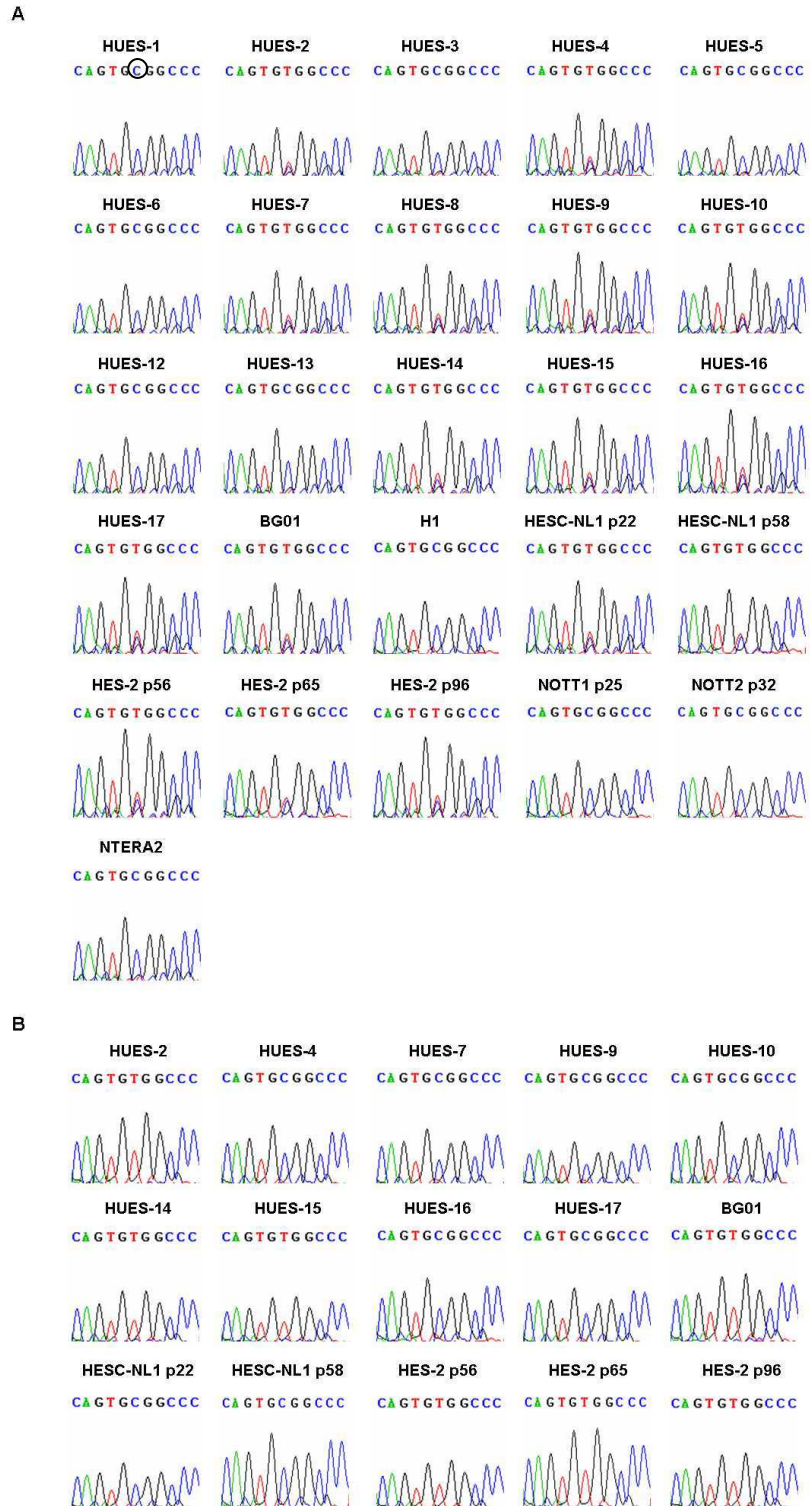 A
HUES-1 HUES-2 HUES-3 HUES-4 HUES-5
CAGTGCGGCCC CAGTGTGGCCC CAGTGCGGCCC CAGTGTGGCCC CAGTGCGGCCC
HUES-6 HUES-7 HUES-8 HUES-9 HUES-10
CAGTGCGGCCC CAGTGTGGCCC CAGTGTGGCCC CAGTGTGGCCC CAGTGTGGCCC
HUES-12 HUES-13 HUES-14 HUES-15 HUES-16
CAGTGCGGCCC CAGTGCGGCCC CAGTGTGGCCC CAGTGTGGCCC CAGTGTGGCCC
HUES-17 BG01 H1 HESC-NL1 p22 HESC-NL1 p58
CAGTGTGGCCC CAGTGTGGCCC CAGTGCGGCCC CAGTGTGGCCC CAGTGTGGCCC
HES-2 p56 HES-2 p65 HES-2 p96 NOTT1 p25 NOTT2 p32
CAGTGTGGCCC CAGTGTGGCCC CAGTGTGGCCC CAGTGCGGCCC CAGTGCGGCCC
NTERA2
CAGTGCGGCCC
B
HUES-2 HUES-4 HUES-7 HUES-9 HUES-10
CAGTGTGGCCC CAGTGCGGCCC CAGTGCGGCCC CAGTGCGGCCC CAGTGCGGCCC
HUES-14 HUES-15 HUES-16 HUES-17 BG01
CAGTGTGGCCC CAGTGTGGCCC CAGTGCGGCCC CAGTGCGGCCC CAGTGTGGCCC
HESC-NL1 p22 HESC-NL1 p58 HES-2 p56 HES-2 p65 HES-2 p96
CAGTGCGGCCC CAGTGCGGCCC CAGTGTGGCCC CAGTGTGGCCC CAGTGTGGCCC